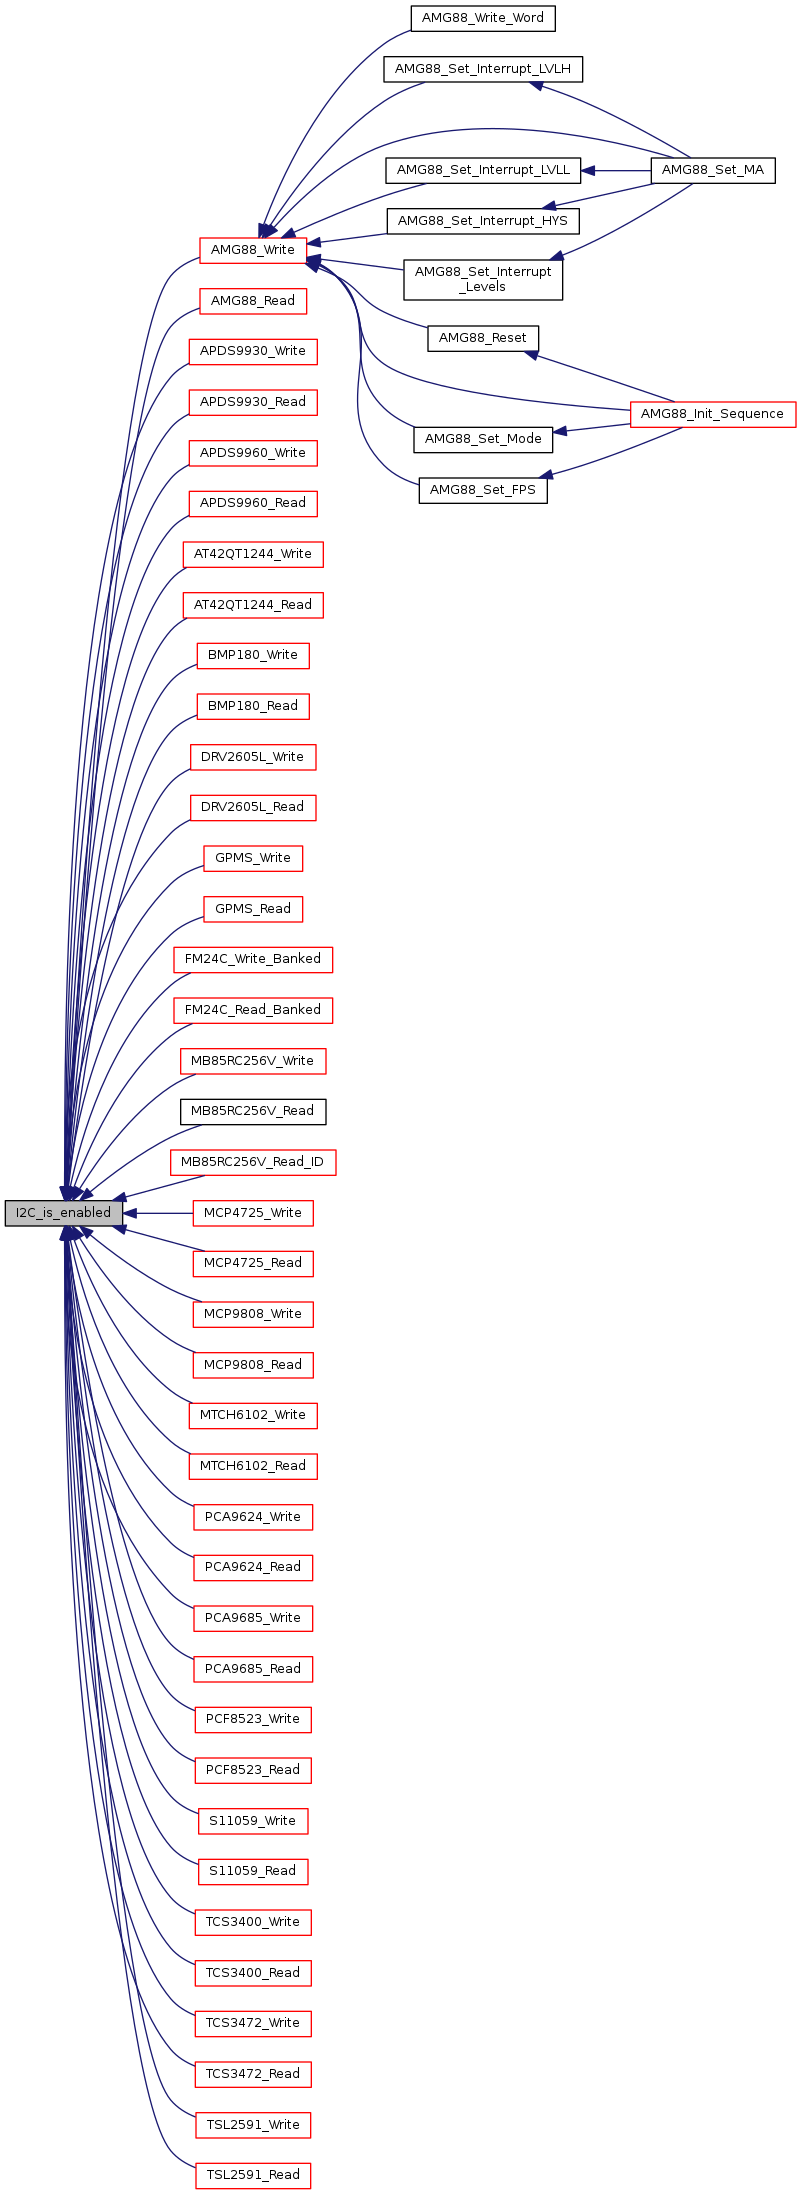 AMG88_Write_Word
AMG88_Set_Interrupt_LVLH
AMG88_Set_Interrupt_LVLL
AMG88_Set_MA
AMG88_Set_Interrupt_HYS
AMG88_Write
AMG88_Set_Interrupt
_Levels
AMG88_Read
AMG88_Reset
APDS9930_Write
APDS9930_Read
AMG88_Init_Sequence
AMG88_Set_Mode
APDS9960_Write
AMG88_Set_FPS
APDS9960_Read
AT42QT1244_Write
AT42QT1244_Read
BMP180_Write
BMP180_Read
DRV2605L_Write
DRV2605L_Read
GPMS_Write
GPMS_Read
FM24C_Write_Banked
FM24C_Read_Banked
MB85RC256V_Write
MB85RC256V_Read
MB85RC256V_Read_ID
I2C_is_enabled
MCP4725_Write
MCP4725_Read
MCP9808_Write
MCP9808_Read
MTCH6102_Write
MTCH6102_Read
PCA9624_Write
PCA9624_Read
PCA9685_Write
PCA9685_Read
PCF8523_Write
PCF8523_Read
S11059_Write
S11059_Read
TCS3400_Write
TCS3400_Read
TCS3472_Write
TCS3472_Read
TSL2591_Write
TSL2591_Read